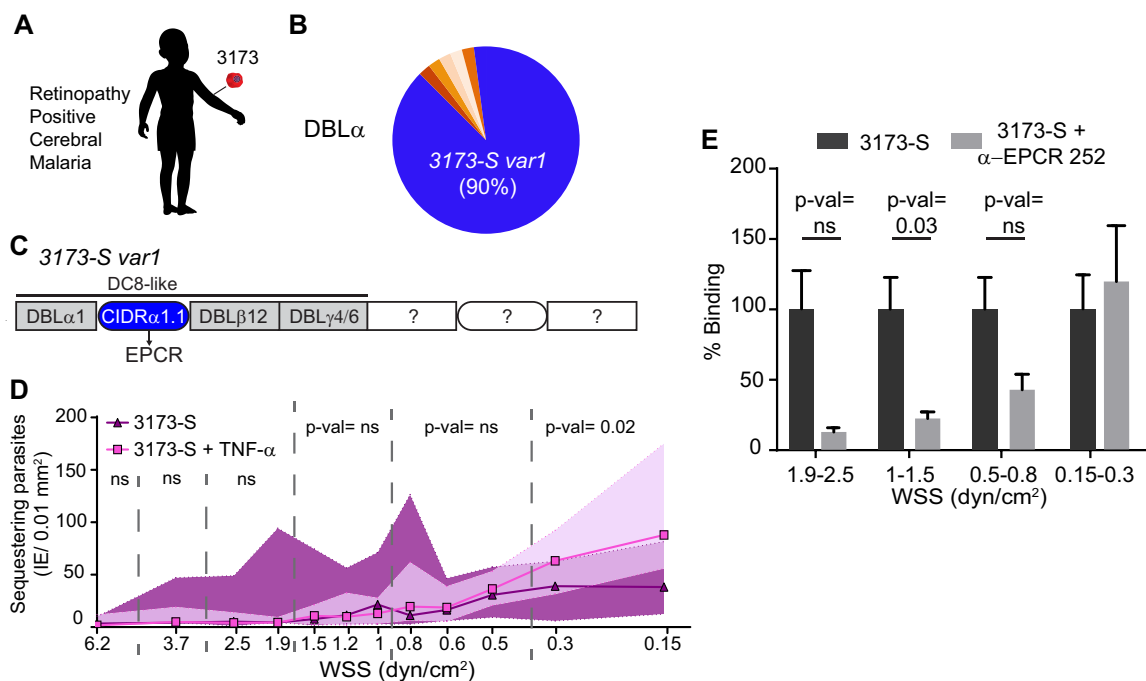 A
3173
Retinopathy
Positive
Cerebral
Malaria
B
DBLα
3173-S var1
(90%)
C
3173-S var1
DC8-like
DBLα1
CIDRα1.1
DBLβ12
DBLγ4/6
?
?
?
EPCR
D
3173-S
3173-S + TNF-α
ns
ns
ns
p-val= ns
p-val= ns
p-val= 0.02
Sequestering parasites
(IE/ 0.01 mm²)
200
150
100
50
0
6.2
3.7
2.5
1.9
1.5
1.2
1
0.8
0.6
0.5
0.3
0.15
WSS (dyn/cm²)
E
3173-S
3173-S +
α−EPCR 252
p-val=
ns
p-val=
0.03
p-val=
ns
% Binding
200
150
100
50
0
1.9-2.5
1-1.5
0.5-0.8
0.15-0.3
WSS (dyn/cm²)